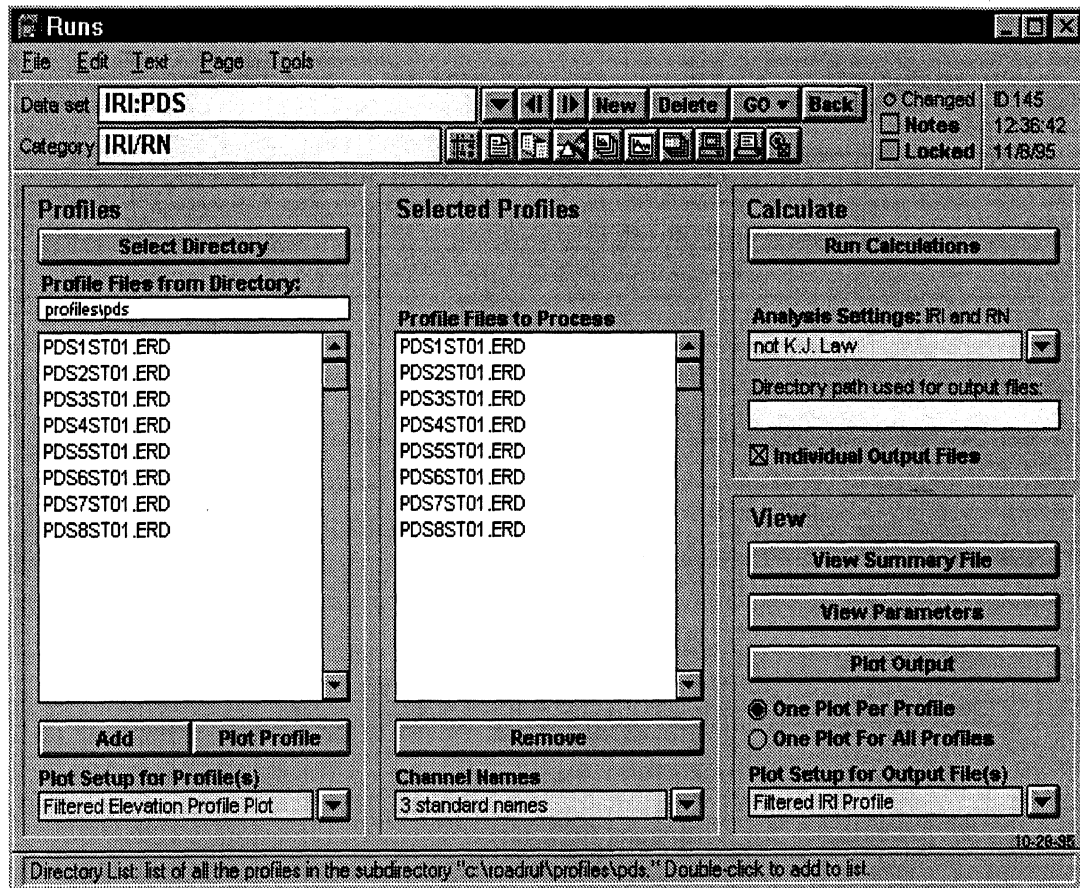 Runs
File Edit Text Page Tools
Data set IRI:PDS New Delete GO Back Changed ID 145
Notes 12:36:42
Category IRI/RN Locked 11/8/95
Profiles
Select Directory
Profile Files from Directory:
profiles\pds
PDS1ST01.ERD
PDS2ST01.ERD
PDS3ST01.ERD
PDS4ST01.ERD
PDS5ST01.ERD
PDS6ST01.ERD
PDS7ST01.ERD
PDS8ST01.ERD
Add Plot Profile
Plot Setup for Profile(s)
Filtered Elevation Profile Plot
Selected Profiles
Profile Files to Process
PDS1ST01.ERD
PDS2ST01.ERD
PDS3ST01.ERD
PDS4ST01.ERD
PDS5ST01.ERD
PDS6ST01.ERD
PDS7ST01.ERD
PDS8ST01.ERD
Remove
Channel Names
3 standard names
Calculate
Run Calculations
Analysis Settings: IRI and RN
not K.J. Law
Directory path used for output files:
Individual Output Files
View
View Summary File
View Parameters
Plot Output
One Plot Per Profile
One Plot For All Profiles
Plot Setup for Output File(s)
Filtered IRI Profile
10-26-95
Directory List: list of all the profiles in the subdirectory "c:\roadruf\profiles\pds." Double-click to add to list.